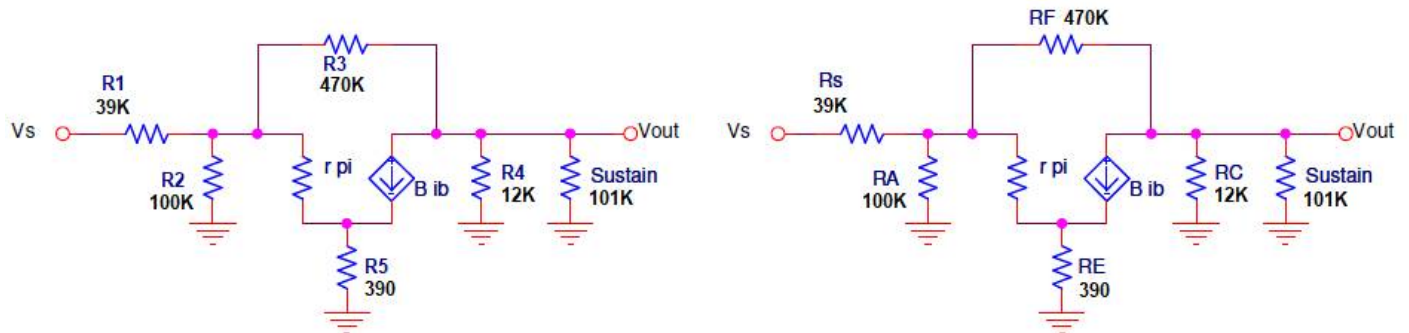 R3
470K
R1
39K
Vs
Vout
R2
100K
r pi
B ib
R4
12K
Sustain
101K
R5
390
RF 470K
Rs
39K
Vs
Vout
RA
100K
r pi
B ib
RC
12K
Sustain
101K
RE
390